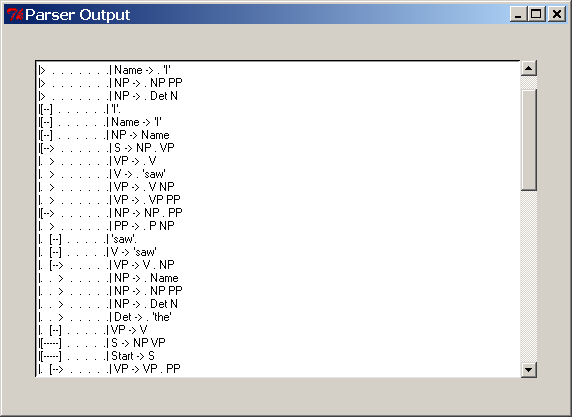 Parser Output
|>  .  .  .  .  .  .  .| Name -> . 'I'
|>  .  .  .  .  .  .  .| NP -> . NP PP
|>  .  .  .  .  .  .  .| NP -> . Det N
|[--]  .  .  .  .  .  .| 'I'.
|[--]  .  .  .  .  .  .| Name -> 'I'
|[--]  .  .  .  .  .  .| NP -> Name
|[-->  .  .  .  .  .  .| S -> NP . VP
|.  >  .  .  .  .  .  .| VP -> . V
|.  >  .  .  .  .  .  .| V -> . 'saw'
|.  >  .  .  .  .  .  .| VP -> . V NP
|.  >  .  .  .  .  .  .| VP -> . VP PP
|[-->  .  .  .  .  .  .| NP -> NP . PP
|.  >  .  .  .  .  .  .| PP -> . P NP
|.  [--]  .  .  .  .  .| 'saw'.
|.  [--]  .  .  .  .  .| V -> 'saw'
|.  [-->  .  .  .  .  .| VP -> V . NP
|.  .  >  .  .  .  .  .| NP -> . Name
|.  .  >  .  .  .  .  .| NP -> . NP PP
|.  .  >  .  .  .  .  .| NP -> . Det N
|.  .  >  .  .  .  .  .| Det -> . 'the'
|.  [--]  .  .  .  .  .| VP -> V
|[-----]  .  .  .  .  .| S -> NP VP
|[-----]  .  .  .  .  .| Start -> S
|.  [-->  .  .  .  .  .| VP -> VP . PP